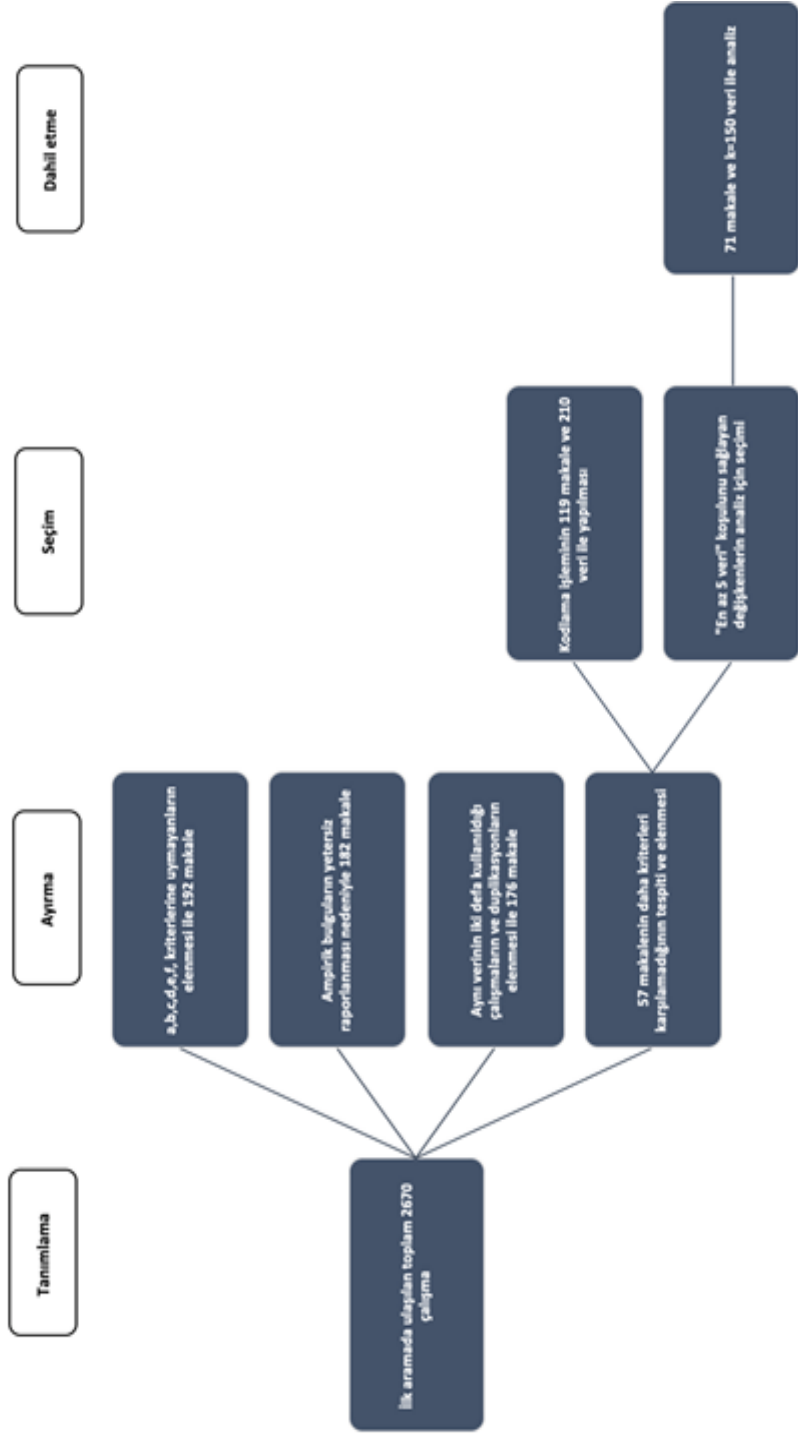 Tanımlama
Ayırma
Seçim
Dahil etme
İlk aramada ulaşılan toplam 2670
çalışma
a,b,c,d,e,f, kriterlerine uymayanların
elenmesi ile 192 makale
Ampirik bulguların yetersiz
raporlanması nedeniyle 182 makale
Aynı verinin iki defa kullanıldığı
çalışmaların ve duplikasyonların
elenmesi ile 176 makale
57 makalenin daha kriterleri
karşılamadığının tespiti ve elenmesi
Kodlama işleminin 119 makale ve 210
veri ile yapılması
"En az 5 veri" koşulunu sağlayan
değişkenlerin analiz için seçimi
71 makale ve k=150 veri ile analiz